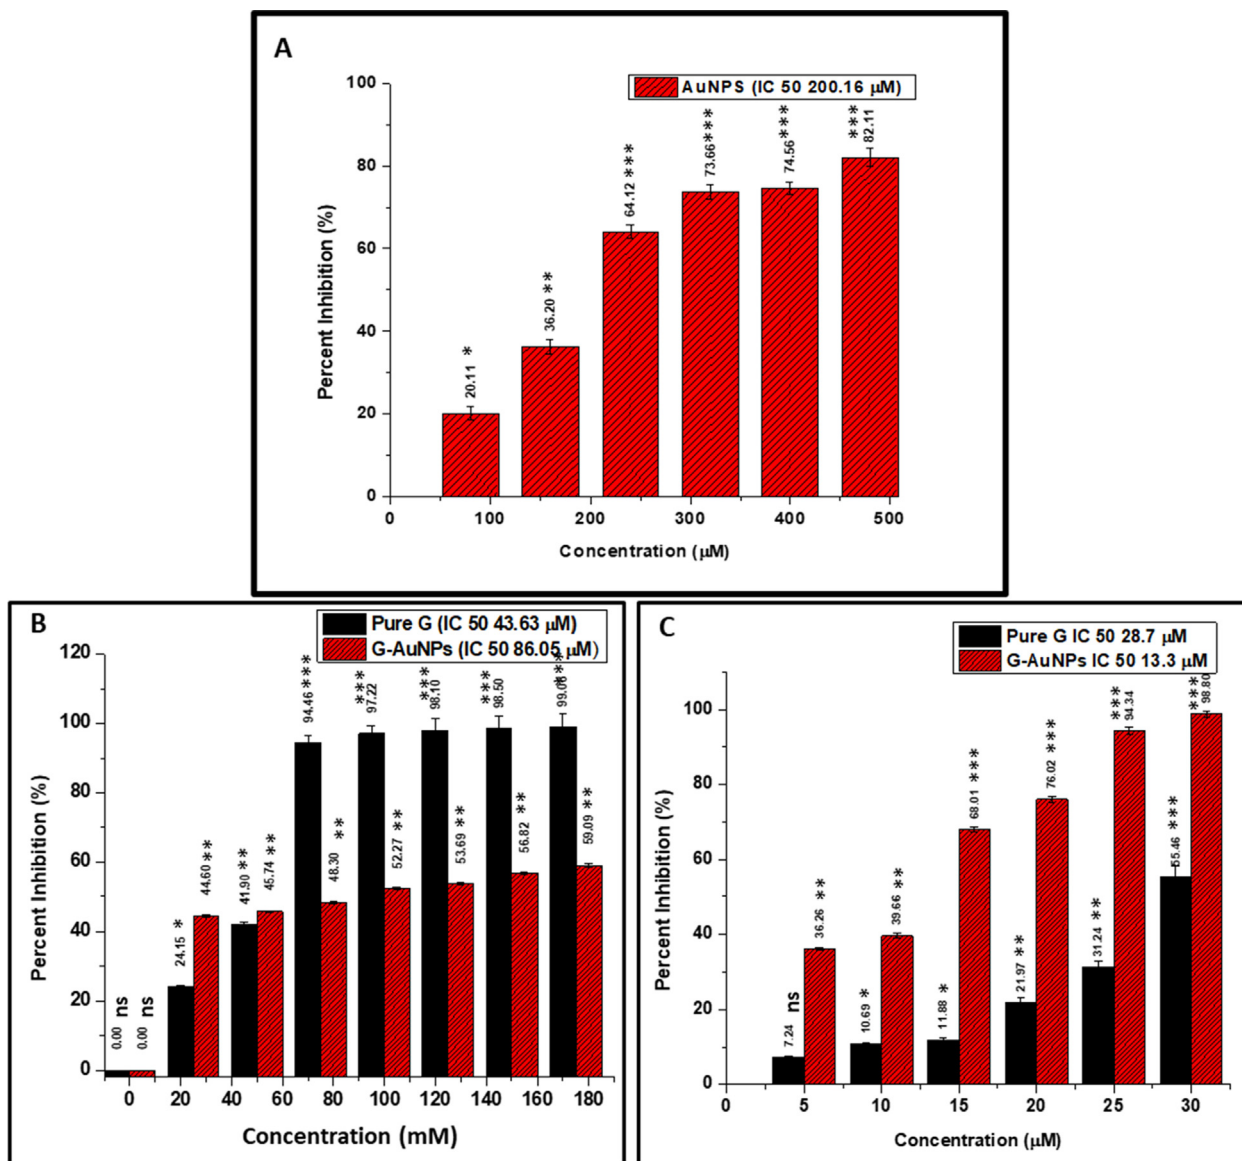 A
AuNPS (IC 50 200.16 μM)
Percent Inhibition (%)
100
80
60
40
20
0
20.11 *
36.20 **
64.12 ***
73.66 ***
74.56 ***
82.11 ***
0 100 200 300 400 500
Concentration (μM)
B
Pure G (IC 50 43.63 μM)
G-AuNPs (IC 50 86.05 μM)
Percent Inhibition (%)
120
100
80
60
40
20
0
0.00 ns
0.00 ns
24.15 *
44.60 **
41.90 **
45.74 **
94.46 ***
48.30 **
97.22 ***
52.27 **
98.10 ***
53.69 **
98.50 ***
56.82 **
***
59.09 **
0 20 40 60 80 100 120 140 160 180
Concentration (mM)
C
Pure G IC 50 28.7 μM
G-AuNPs IC 50 13.3 μM
Percent Inhibition (%)
100
80
60
40
20
0
7.24 ns
36.26 **
10.69 *
39.66 **
11.88 *
68.01 ***
21.97 **
76.02 ***
31.24 **
94.34 ***
55.46 ***
98.80 ***
0 5 10 15 20 25 30
Concentration (μM)